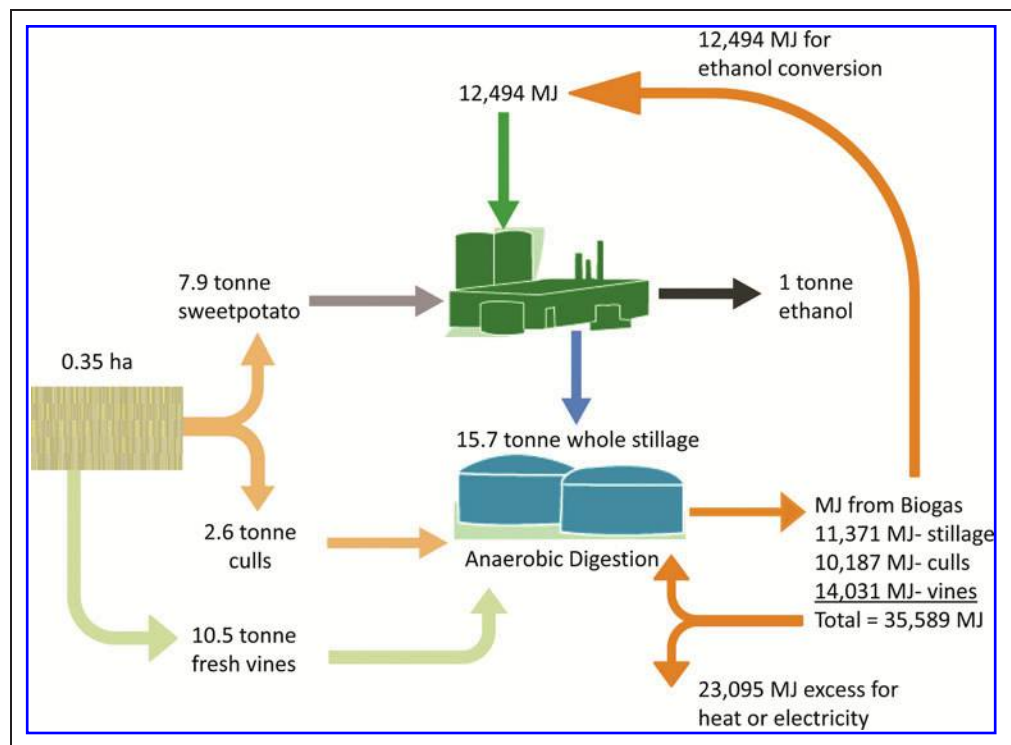 12,494 MJ for
ethanol conversion
12,494 MJ
7.9 tonne
sweetpotato
1 tonne
ethanol
0.35 ha
15.7 tonne whole stillage
2.6 tonne
culls
Anaerobic Digestion
MJ from Biogas
11,371 MJ- stillage
10,187 MJ- culls
14,031 MJ- vines
Total = 35,589 MJ
10.5 tonne
fresh vines
23,095 MJ excess for
heat or electricity